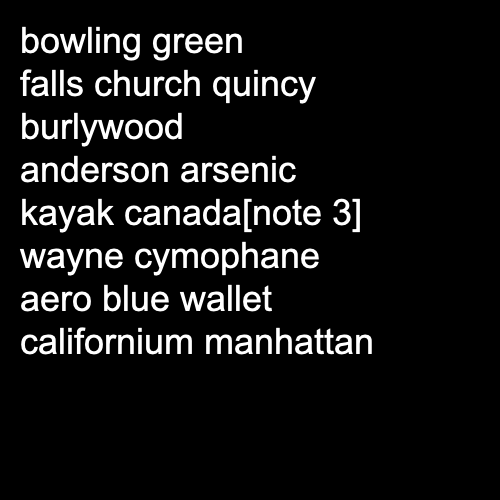 bowling green
falls church quincy
burlywood
anderson arsenic
kayak canada[note 3]
wayne cymophane
aero blue wallet
californium manhattan